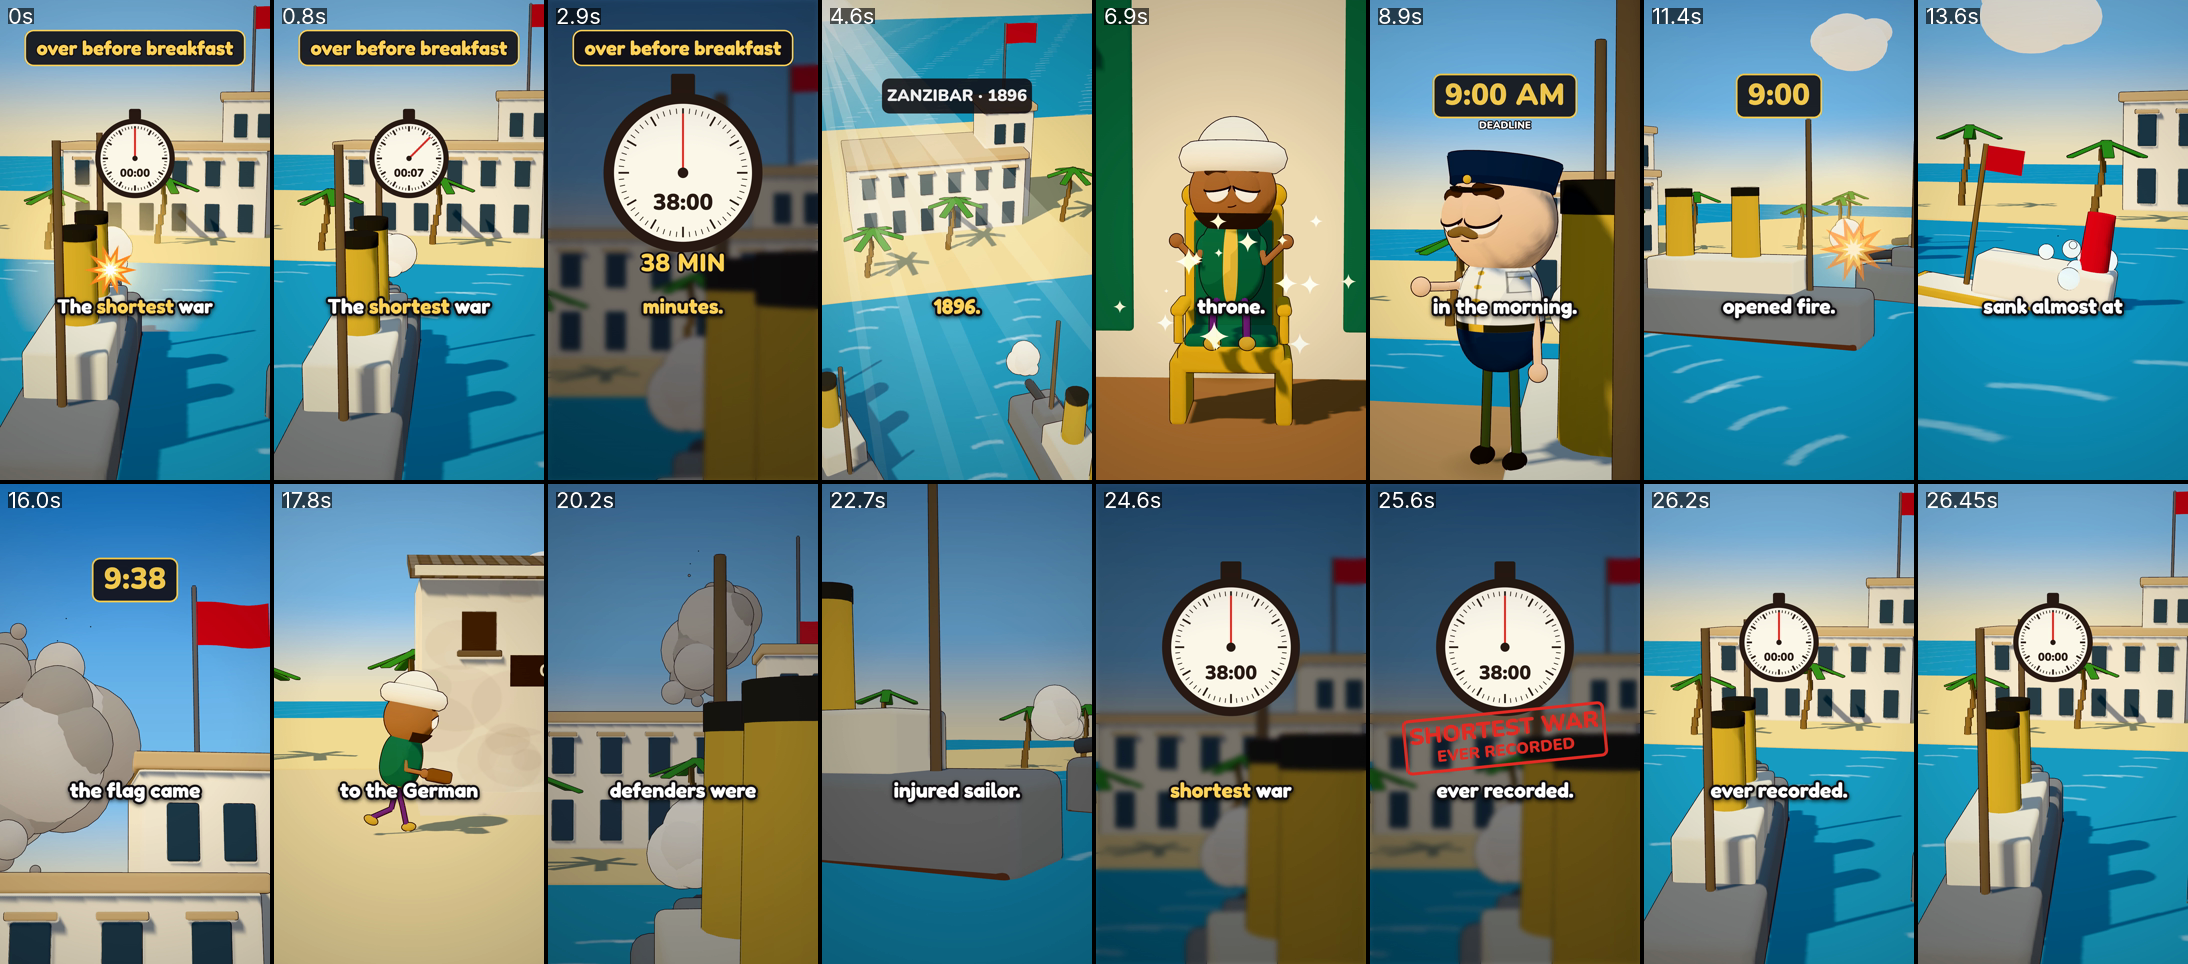 0s
over before breakfast
00:00
The shortest war
0.8s
over before breakfast
00:07
The shortest war
2.9s
over before breakfast
38:00
38 MIN
minutes.
4.6s
ZANZIBAR · 1896
1896.
6.9s
throne.
8.9s
9:00 AM
DEADLINE
in the morning.
11.4s
9:00
opened fire.
13.6s
sank almost at
16.0s
9:38
the flag came
17.8s
to the German
20.2s
defenders were
22.7s
injured sailor.
24.6s
38:00
shortest war
25.6s
38:00
SHORTEST WAR
EVER RECORDED
ever recorded.
26.2s
00:00
ever recorded.
26.45s
00:00